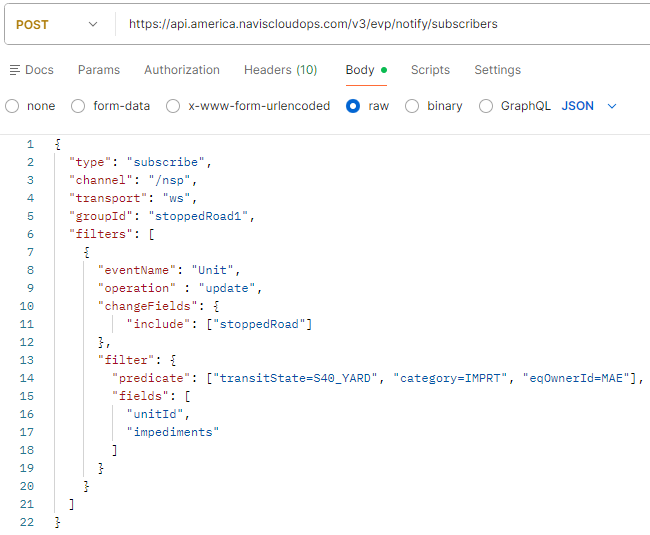 POST https://api.america.naviscloudops.com/v3/evp/notify/subscribers
Docs Params Authorization Headers (10) Body Scripts Settings
none form-data x-www-form-urlencoded raw binary GraphQL JSON
1 {
2 "type": "subscribe",
3 "channel": "/nsp",
4 "transport": "ws",
5 "groupId": "stoppedRoad1",
6 "filters": [
7 {
8 "eventName": "Unit",
9 "operation" : "update",
10 "changeFields": {
11 "include": ["stoppedRoad"]
12 },
13 "filter": {
14 "predicate": ["transitState=S40_YARD", "category=IMPRT", "eqOwnerId=MAE"],
15 "fields": [
16 "unitId",
17 "impediments"
18 ]
19 }
20 }
21 ]
22 }